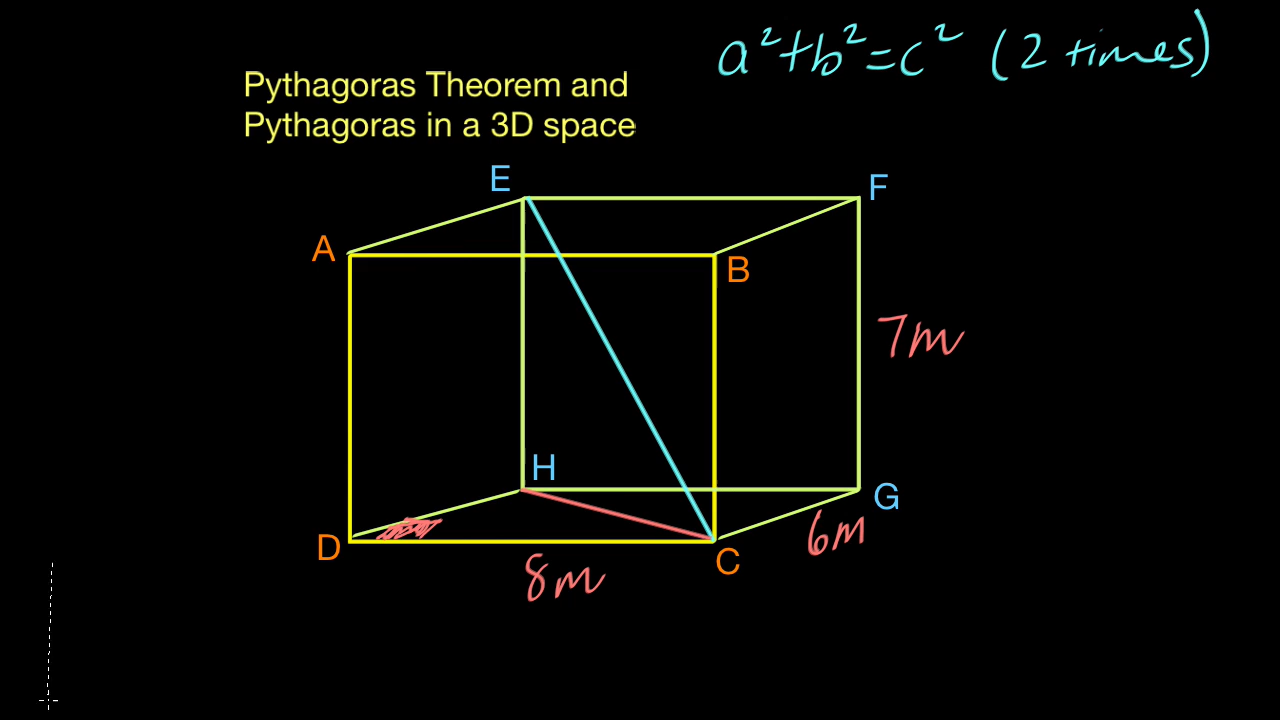 a²+b²=c² (2 times)
Pythagoras Theorem and
Pythagoras in a 3D space
E
F
A
B
7m
H
G
6m
D
C
8m